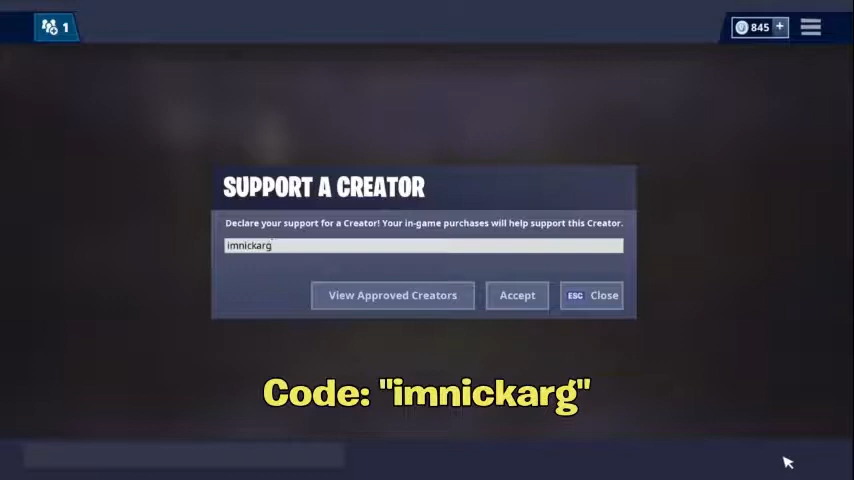 1
845 +
SUPPORT A CREATOR
Declare your support for a Creator! Your in-game purchases will help support this Creator.
imnickarg
View Approved Creators
Accept
ESC Close
Code: "imnickarg"